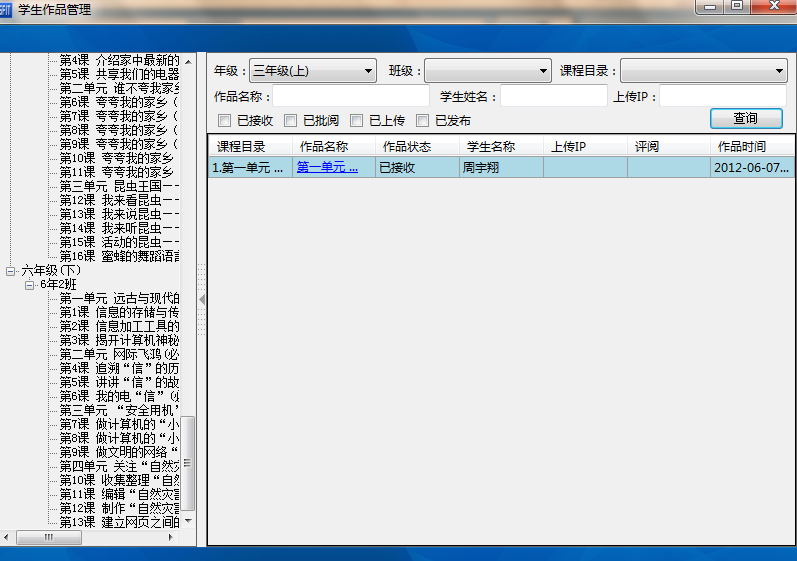 学生作品管理
第4课 介绍家中最新的
第5课 共享我们的电器
第二单元 谁不夸我家乡
第6课 夸夸我的家乡（
第7课 夸夸我的家乡（
第8课 夸夸我的家乡（
第9课 夸夸我的家乡（
第10课 夸夸我的家乡
第11课 夸夸我的家乡
第三单元 昆虫王国--
第12课 我来看昆虫--
第13课 我来说昆虫--
第14课 我来听昆虫--
第15课 活动的昆虫--
第16课 蜜蜂的舞蹈语言
六年级(下)
6年2班
第一单元 远古与现代的
第1课 信息的存储与传
第2课 信息加工工具的
第3课 揭开计算机神秘
第二单元 网际飞鸿(必
第4课 追溯“信”的历
第5课 讲讲“信”的故
第6课 我的电“信”(必
第三单元 “安全用机”
第7课 做计算机的“小
第8课 做计算机的“小
第9课 做文明的网络“
第四单元 关注“自然灾
第10课 收集整理“自然
第11课 编辑“自然灾害
第12课 制作“自然灾害
第13课 建立网页之间的
年级：三年级(上) 班级： 课程目录：
作品名称： 学生姓名： 上传IP：
已接收 已批阅 已上传 已发布 查询
课程目录 作品名称 作品状态 学生名称 上传IP 评阅 作品时间
1.第一单元 ... 第一单元 ... 已接收 周宇翔 2012-06-07...